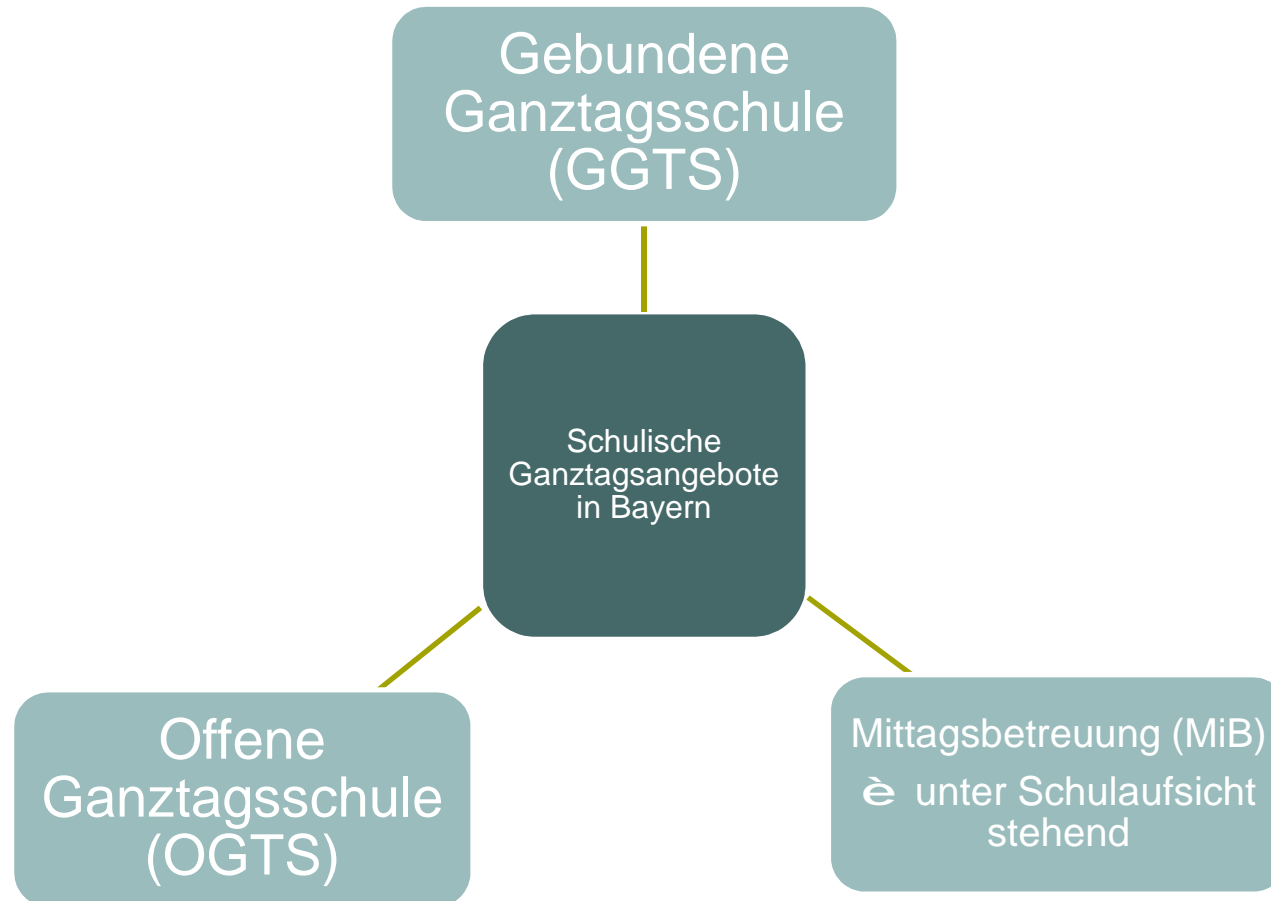 Gebundene
Ganztagsschule
(GGTS)
Schulische
Ganztagsangebote
in Bayern
Offene
Ganztagsschule
(OGTS)
Mittagsbetreuung (MiB)
è unter Schulaufsicht
stehend